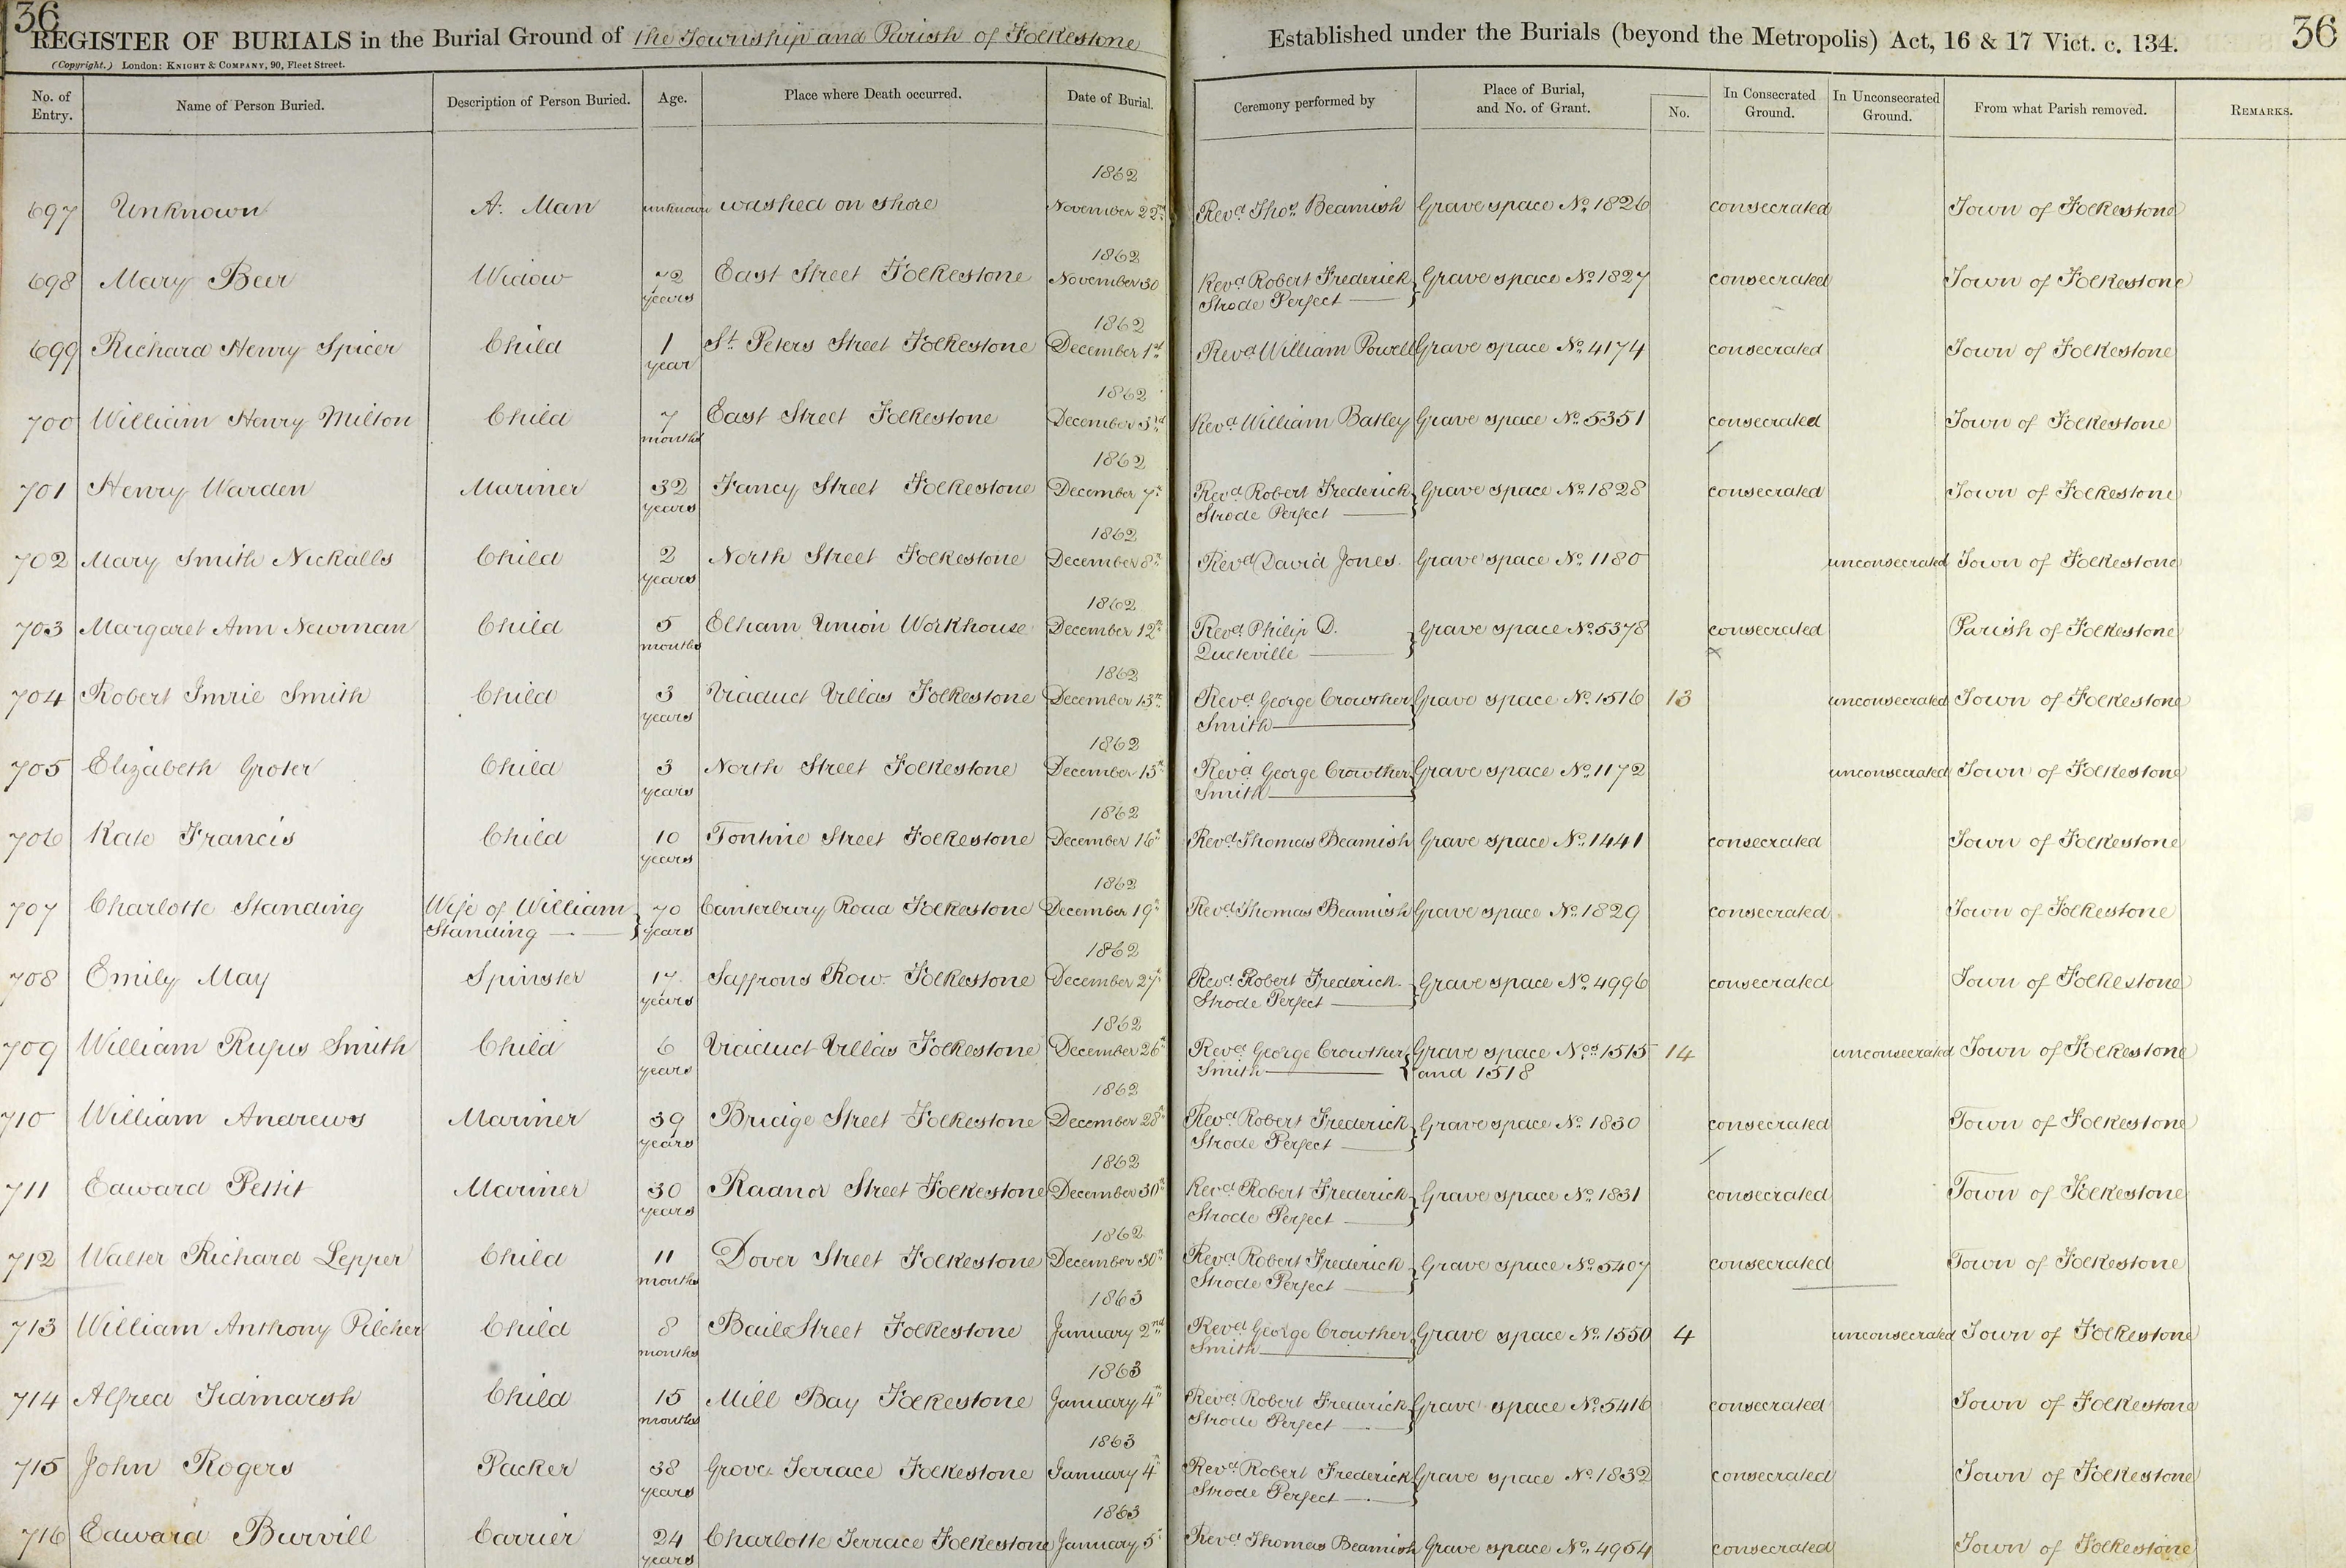 36
REGISTER OF BURIALS in the Burial Ground of the Township and Parish of Folkestone
Established under the Burials (beyond the Metropolis) Act, 16 & 17 Vict. c. 134.
36
(Copyright.) London: KNIGHT & COMPANY, 90, Fleet Street.
No. of Entry. Name of Person Buried. Description of Person Buried. Age. Place where Death occurred. Date of Burial. Ceremony performed by Place of Burial, and No. of Grant. No. In Consecrated Ground. In Unconsecrated Ground. From what Parish removed. REMARKS.
1862
697 Unknown A. Man unknown washed on shore November 22nd Revd. Thos. Beamish Grave space No. 1826 consecrated Town of Folkestone
1862
698 Mary Beer Widow 72 East Street Folkestone November 30 Revd Robert Frederick Grave space No. 1827 consecrated Town of Folkestone
years Strode Perfect
1862
699 Richard Henry Spicer Child 1 St. Peters Street Folkestone December 1st Revd William Powell Grave space No. 4174 consecrated Town of Folkestone
year
1862
700 William Henry Milton Child 7 East Street Folkestone December 3rd Revd William Batley Grave space No. 5351 consecrated Town of Folkestone
months
1862
701 Henry Warden Mariner 32 Fancy Street Folkestone December 7th Revd Robert Frederick Grave space No. 1828 consecrated Town of Folkestone
years Strode Perfect
1862
702 Mary Smith Nickalls Child 2 North Street Folkestone December 8th Revd David Jones. Grave space No. 1180 unconsecrated Town of Folkestone
years
1862
703 Margaret Ann Newman Child 5 Elham Union Workhouse December 12th Revd Philip D. Grave space No. 5378 consecrated Parish of Folkestone
months Queteville
1862
704 Robert Imrie Smith Child 3 Viaduct Villas Folkestone December 13th Revd George Crowther Grave space No. 1516 13 unconsecrated Town of Folkestone
years Smith
1862
705 Elizabeth Groter Child 3 North Street Folkestone December 15th Revd George Crowther Grave space No. 1172 unconsecrated Town of Folkestone
years Smith
1862
706 Kate Francis Child 10 Tontine Street Folkestone December 16th Revd Thomas Beamish Grave space No. 1441 consecrated Town of Folkestone
years
1862
707 Charlotte Standing Wife of William 70 Canterbury Road Folkestone December 19th Revd Thomas Beamish Grave space No. 1829 consecrated Town of Folkestone
Standing years
1862
708 Emily May Spinster 17 Saffrons Row Folkestone December 27th Revd Robert Frederick Grave space No. 4996 consecrated Town of Folkestone
years Strode Perfect
1862
709 William Rufus Smith Child 6 Viaduct Villas Folkestone December 26th Revd George Crowther Grave space Nos 1515 14 unconsecrated Town of Folkestone
years Smith and 1518
1862
710 William Andrews Mariner 39 Bridge Street Folkestone December 28th Revd Robert Frederick Grave space No. 1830 consecrated Town of Folkestone
years Strode Perfect
1862
711 Edward Pettit Mariner 30 Radnor Street Folkestone December 30th Revd Robert Frederick Grave space No. 1831 consecrated Town of Folkestone
years Strode Perfect
1862
712 Walter Richard Lepper Child 11 Dover Street Folkestone December 30th Revd Robert Frederick Grave space No. 5407 consecrated Town of Folkestone
months Strode Perfect
1863
713 William Anthony Pilcher Child 8 Baile Street Folkestone January 2nd Revd George Crowther Grave space No. 1550 4 unconsecrated Town of Folkestone
months Smith
1863
714 Alfred Tidmarsh Child 15 Mill Bay Folkestone January 4th Revd Robert Frederick Grave space No. 5416 consecrated Town of Folkestone
months Strode Perfect
1863
715 John Rogers Packer 38 Grove Terrace Folkestone January 4th Revd Robert Frederick Grave space No. 1832 consecrated Town of Folkestone
years Strode Perfect
1863
716 Edward Burvill Carrier 24 Charlotte Terrace Folkestone January 5th Revd Thomas Beamish Grave space No. 4954 consecrated Town of Folkestone
years